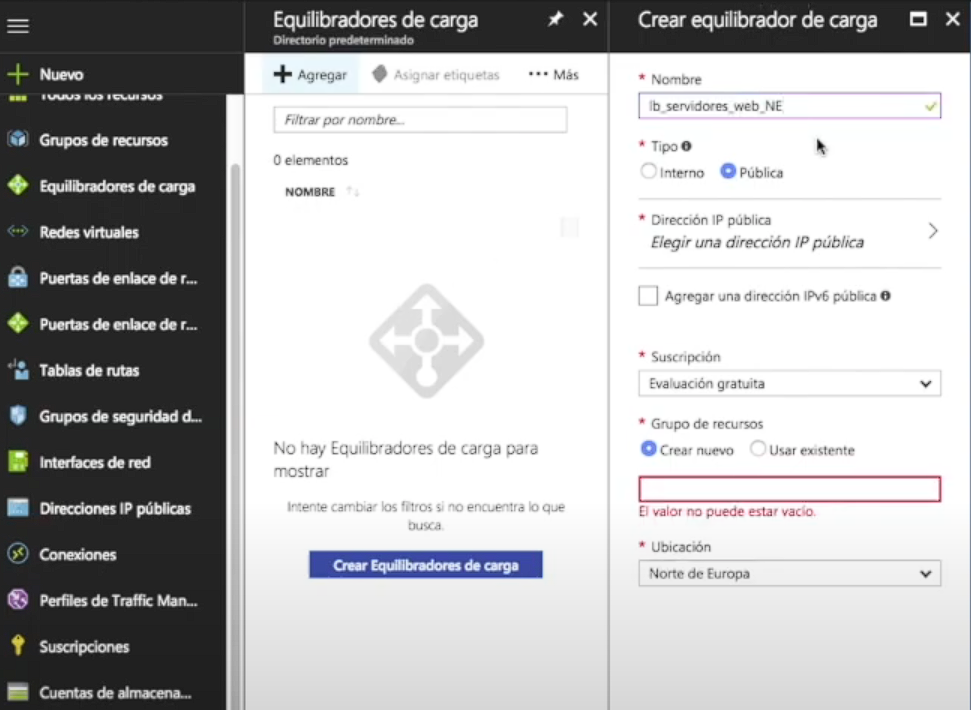 Nuevo
Todos los recursos
Grupos de recursos
Equilibradores de carga
Redes virtuales
Puertas de enlace de r...
Puertas de enlace de r...
Tablas de rutas
Grupos de seguridad d...
Interfaces de red
Direcciones IP públicas
Conexiones
Perfiles de Traffic Man...
Suscripciones
Cuentas de almacena...
Equilibradores de carga
Directorio predeterminado
Agregar
Asignar etiquetas
Más
Filtrar por nombre...
0 elementos
NOMBRE
No hay Equilibradores de carga para
mostrar
Intente cambiar los filtros si no encuentra lo que
busca.
Crear Equilibradores de carga
Crear equilibrador de carga
* Nombre
lb_servidores_web_NE
* Tipo
Interno Pública
* Dirección IP pública
Elegir una dirección IP pública
Agregar una dirección IPv6 pública
* Suscripción
Evaluación gratuita
* Grupo de recursos
Crear nuevo Usar existente
El valor no puede estar vacío.
* Ubicación
Norte de Europa